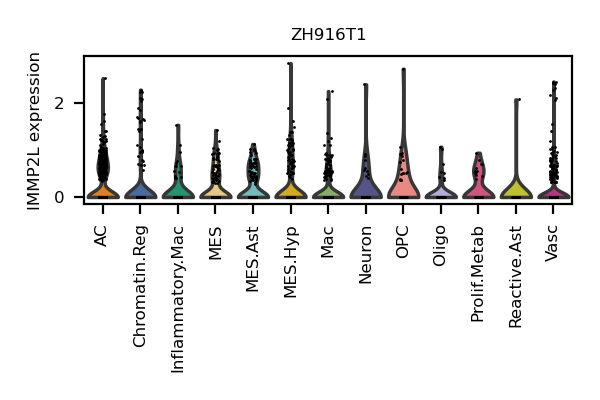 ZH916T1
IMMP2L expression
2
0
AC
Chromatin.Reg
Inflammatory.Mac
MES
MES.Ast
MES.Hyp
Mac
Neuron
OPC
Oligo
Prolif.Metab
Reactive.Ast
Vasc